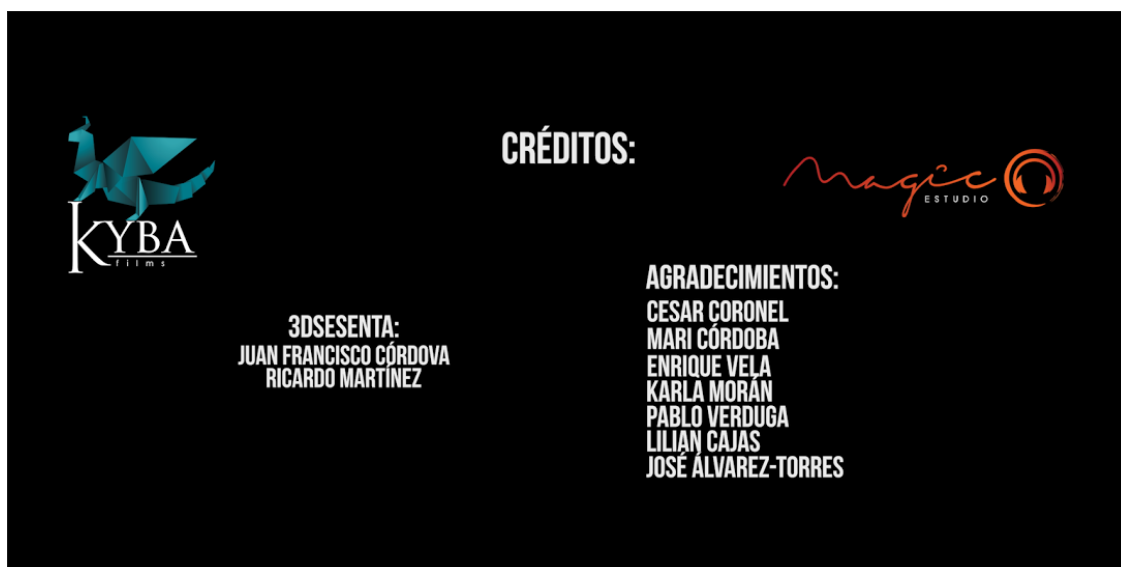 CRÉDITOS:
KYBA
films
Magic
ESTUDIO
3DSESENTA:
JUAN FRANCISCO CÓRDOVA
RICARDO MARTÍNEZ
AGRADECIMIENTOS:
CESAR CORONEL
MARI CÓRDOBA
ENRIQUE VELA
KARLA MORÁN
PABLO VERDUGA
LILIAN CAJAS
JOSÉ ÁLVAREZ-TORRES